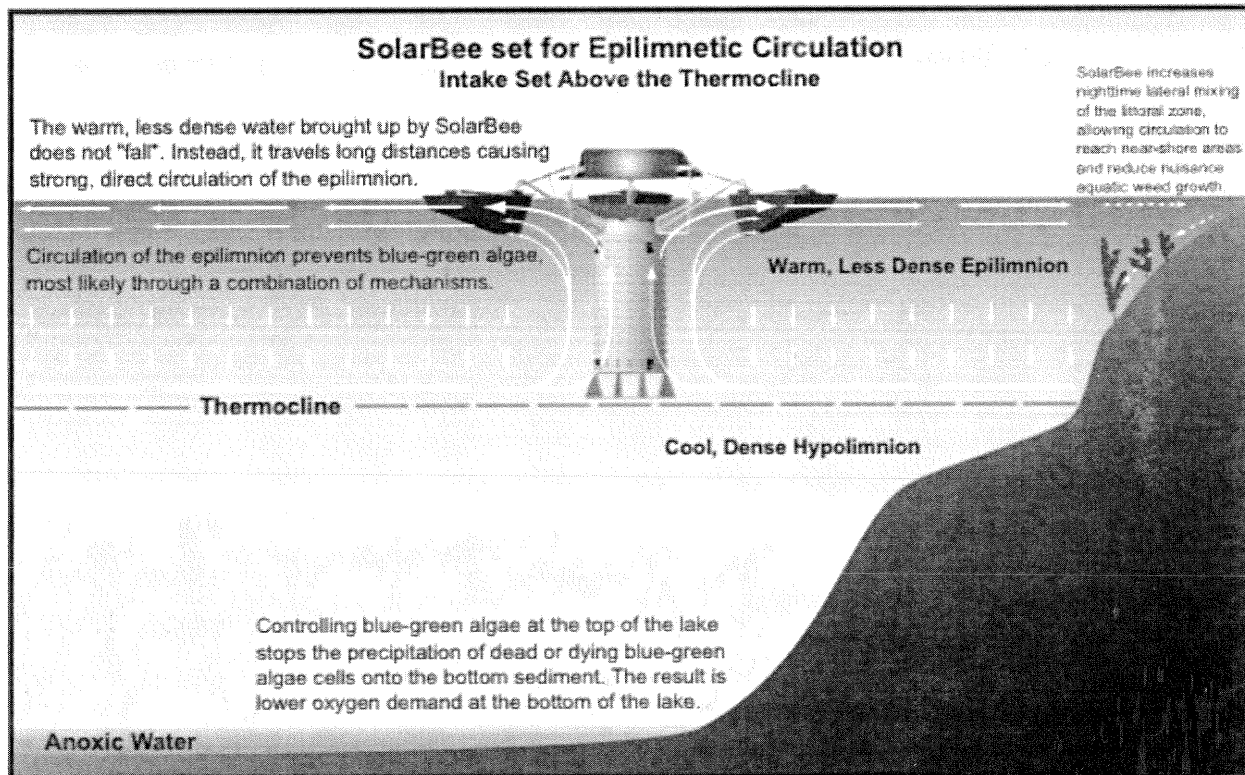 SolarBee set for Epilimnetic Circulation
Intake Set Above the Thermocline
SolarBee increases
nighttime lateral mixing
of the littoral zone,
allowing circulation to
reach near-shore areas
and reduce nuisance
aquatic weed growth.
The warm, less dense water brought up by SolarBee
does not "fall". Instead, it travels long distances causing
strong, direct circulation of the epilimnion.
Circulation of the epilimnion prevents blue-green algae,
most likely through a combination of mechanisms.
Warm, Less Dense Epilimnion
Thermocline
Cool, Dense Hypolimnion
Controlling blue-green algae at the top of the lake
stops the precipitation of dead or dying blue-green
algae cells onto the bottom sediment. The result is
lower oxygen demand at the bottom of the lake.
Anoxic Water